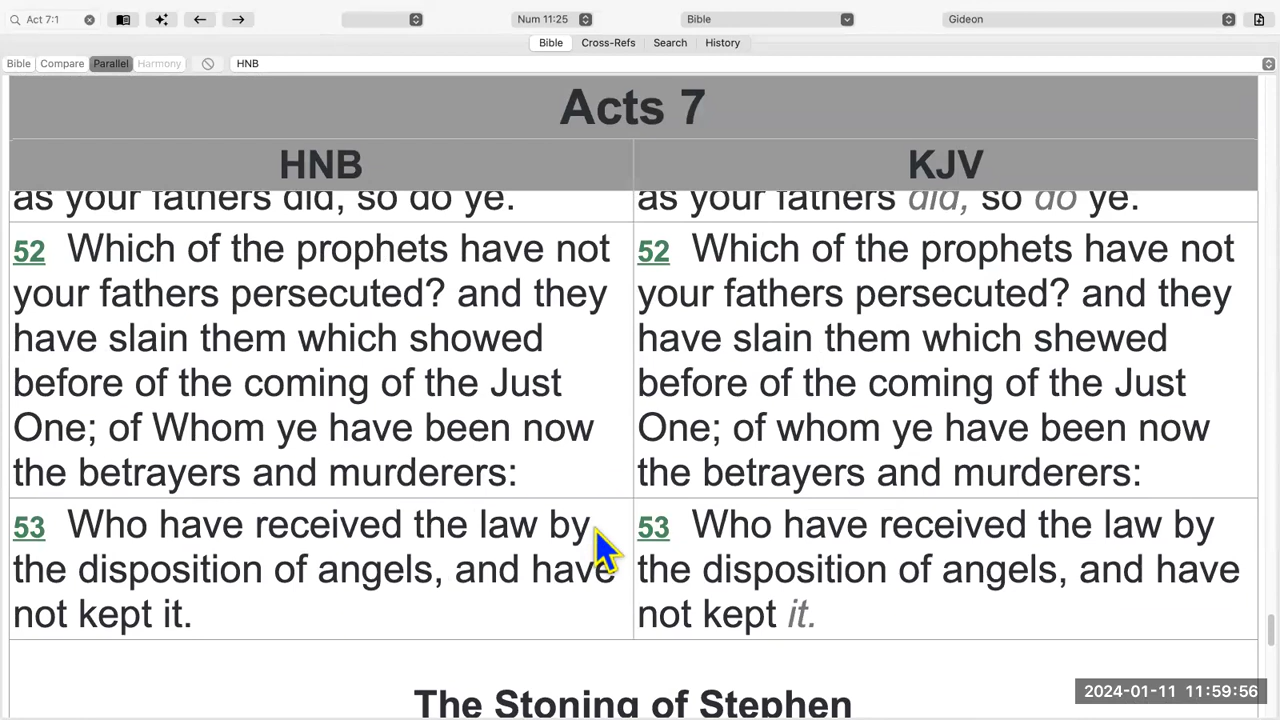 Act 7:1
Num 11:25
Bible
Gideon
Bible Cross-Refs Search History
Bible Compare Parallel Harmony HNB
Acts 7
HNB
KJV
as your fathers did, so do ye.
as your fathers did, so do ye.
52 Which of the prophets have not
your fathers persecuted? and they
have slain them which showed
before of the coming of the Just
One; of Whom ye have been now
the betrayers and murderers:
52 Which of the prophets have not
your fathers persecuted? and they
have slain them which shewed
before of the coming of the Just
One; of whom ye have been now
the betrayers and murderers:
53 Who have received the law by
the disposition of angels, and have
not kept it.
53 Who have received the law by
the disposition of angels, and have
not kept it.
The Stoning of Stephen
2024-01-11 11:59:56